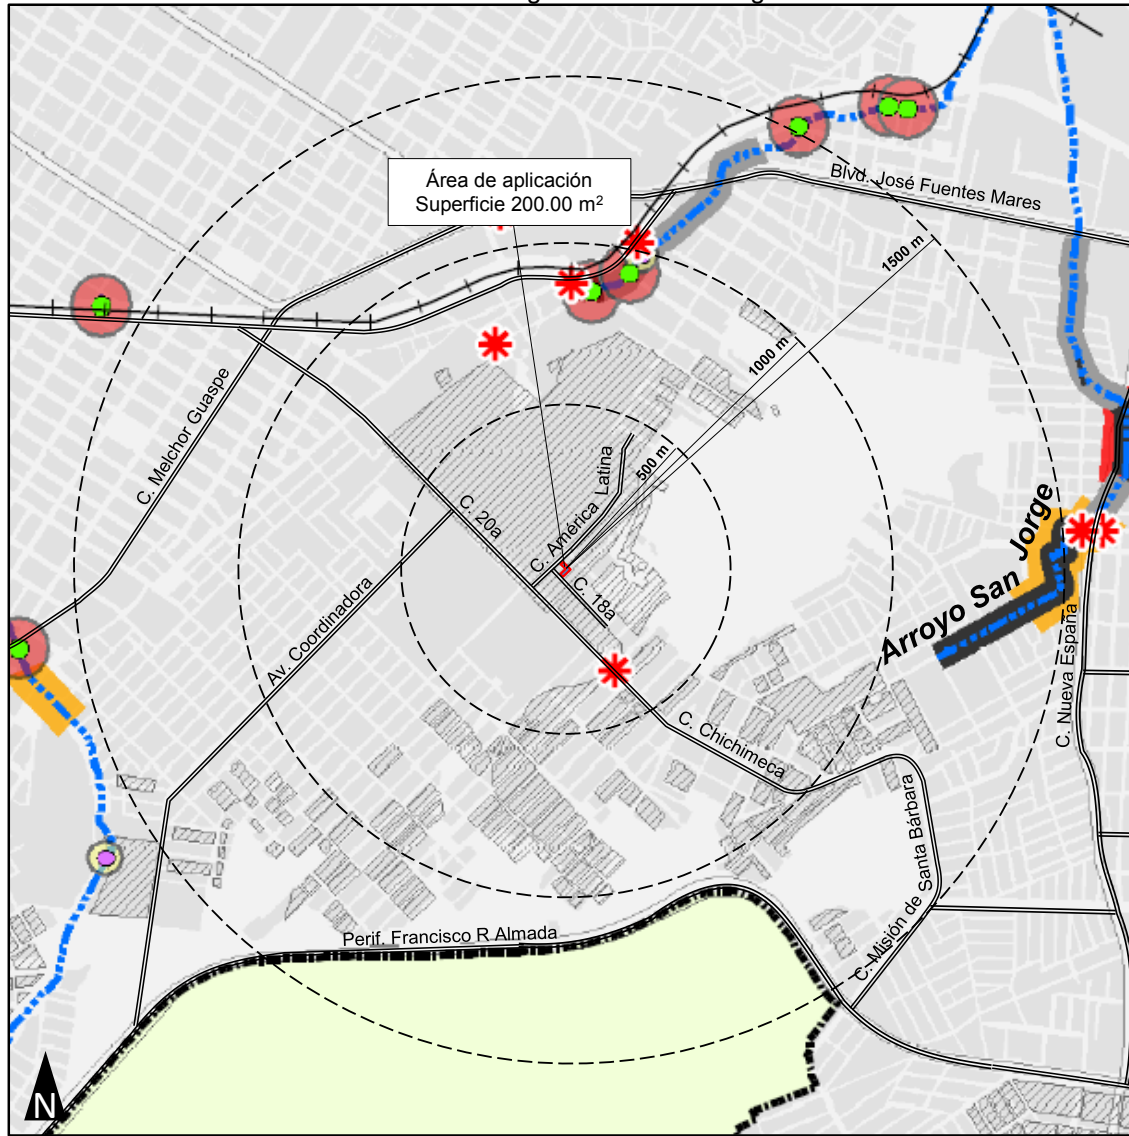 Área de aplicación
Superficie 200.00 m²
Blvd. José Fuentes Mares
1500 m
1000 m
500 m
C. Melchor Guaspe
C. 20a
C. América Latina
C. 18a
Av. Coordinadora
Arroyo San Jorge
C. Nueva España
C. Chichimeca
C. Misión de Santa Bárbara
Perif. Francisco R Almada
N